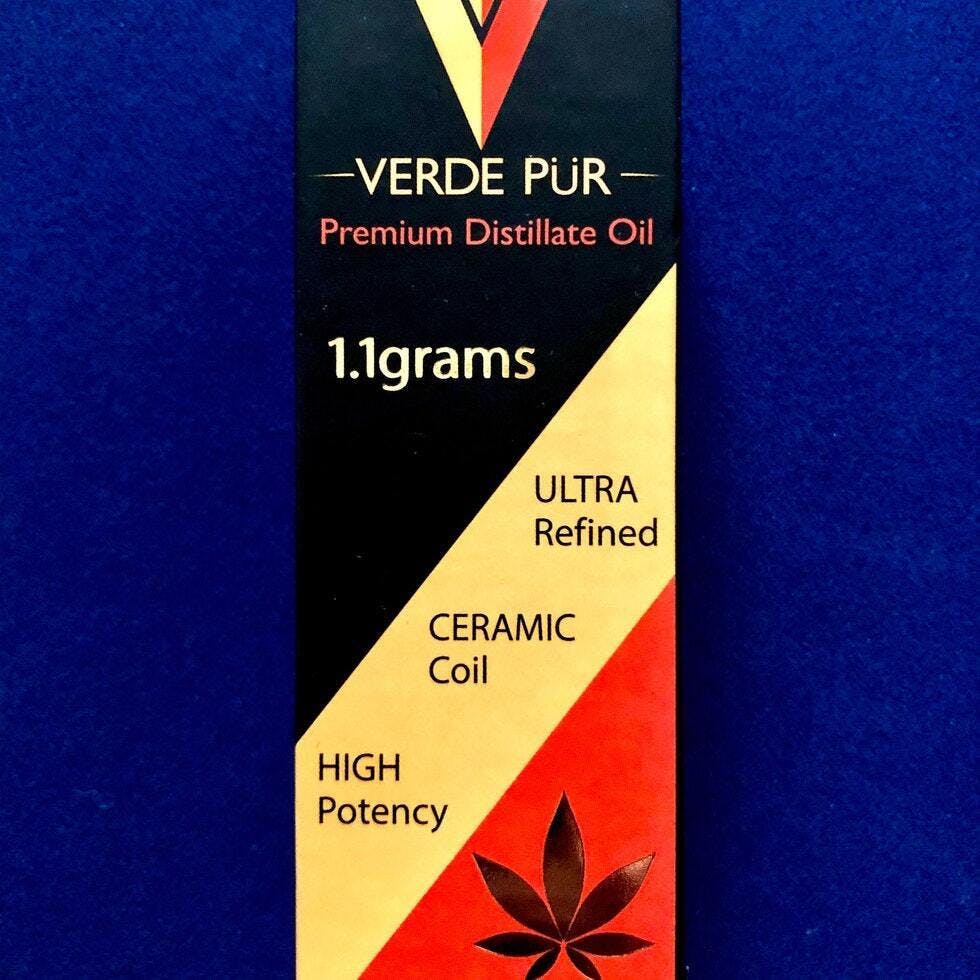 VERDE PÜR
Premium Distillate Oil
1.1grams
ULTRA
Refined
CERAMIC
Coil
HIGH
Potency